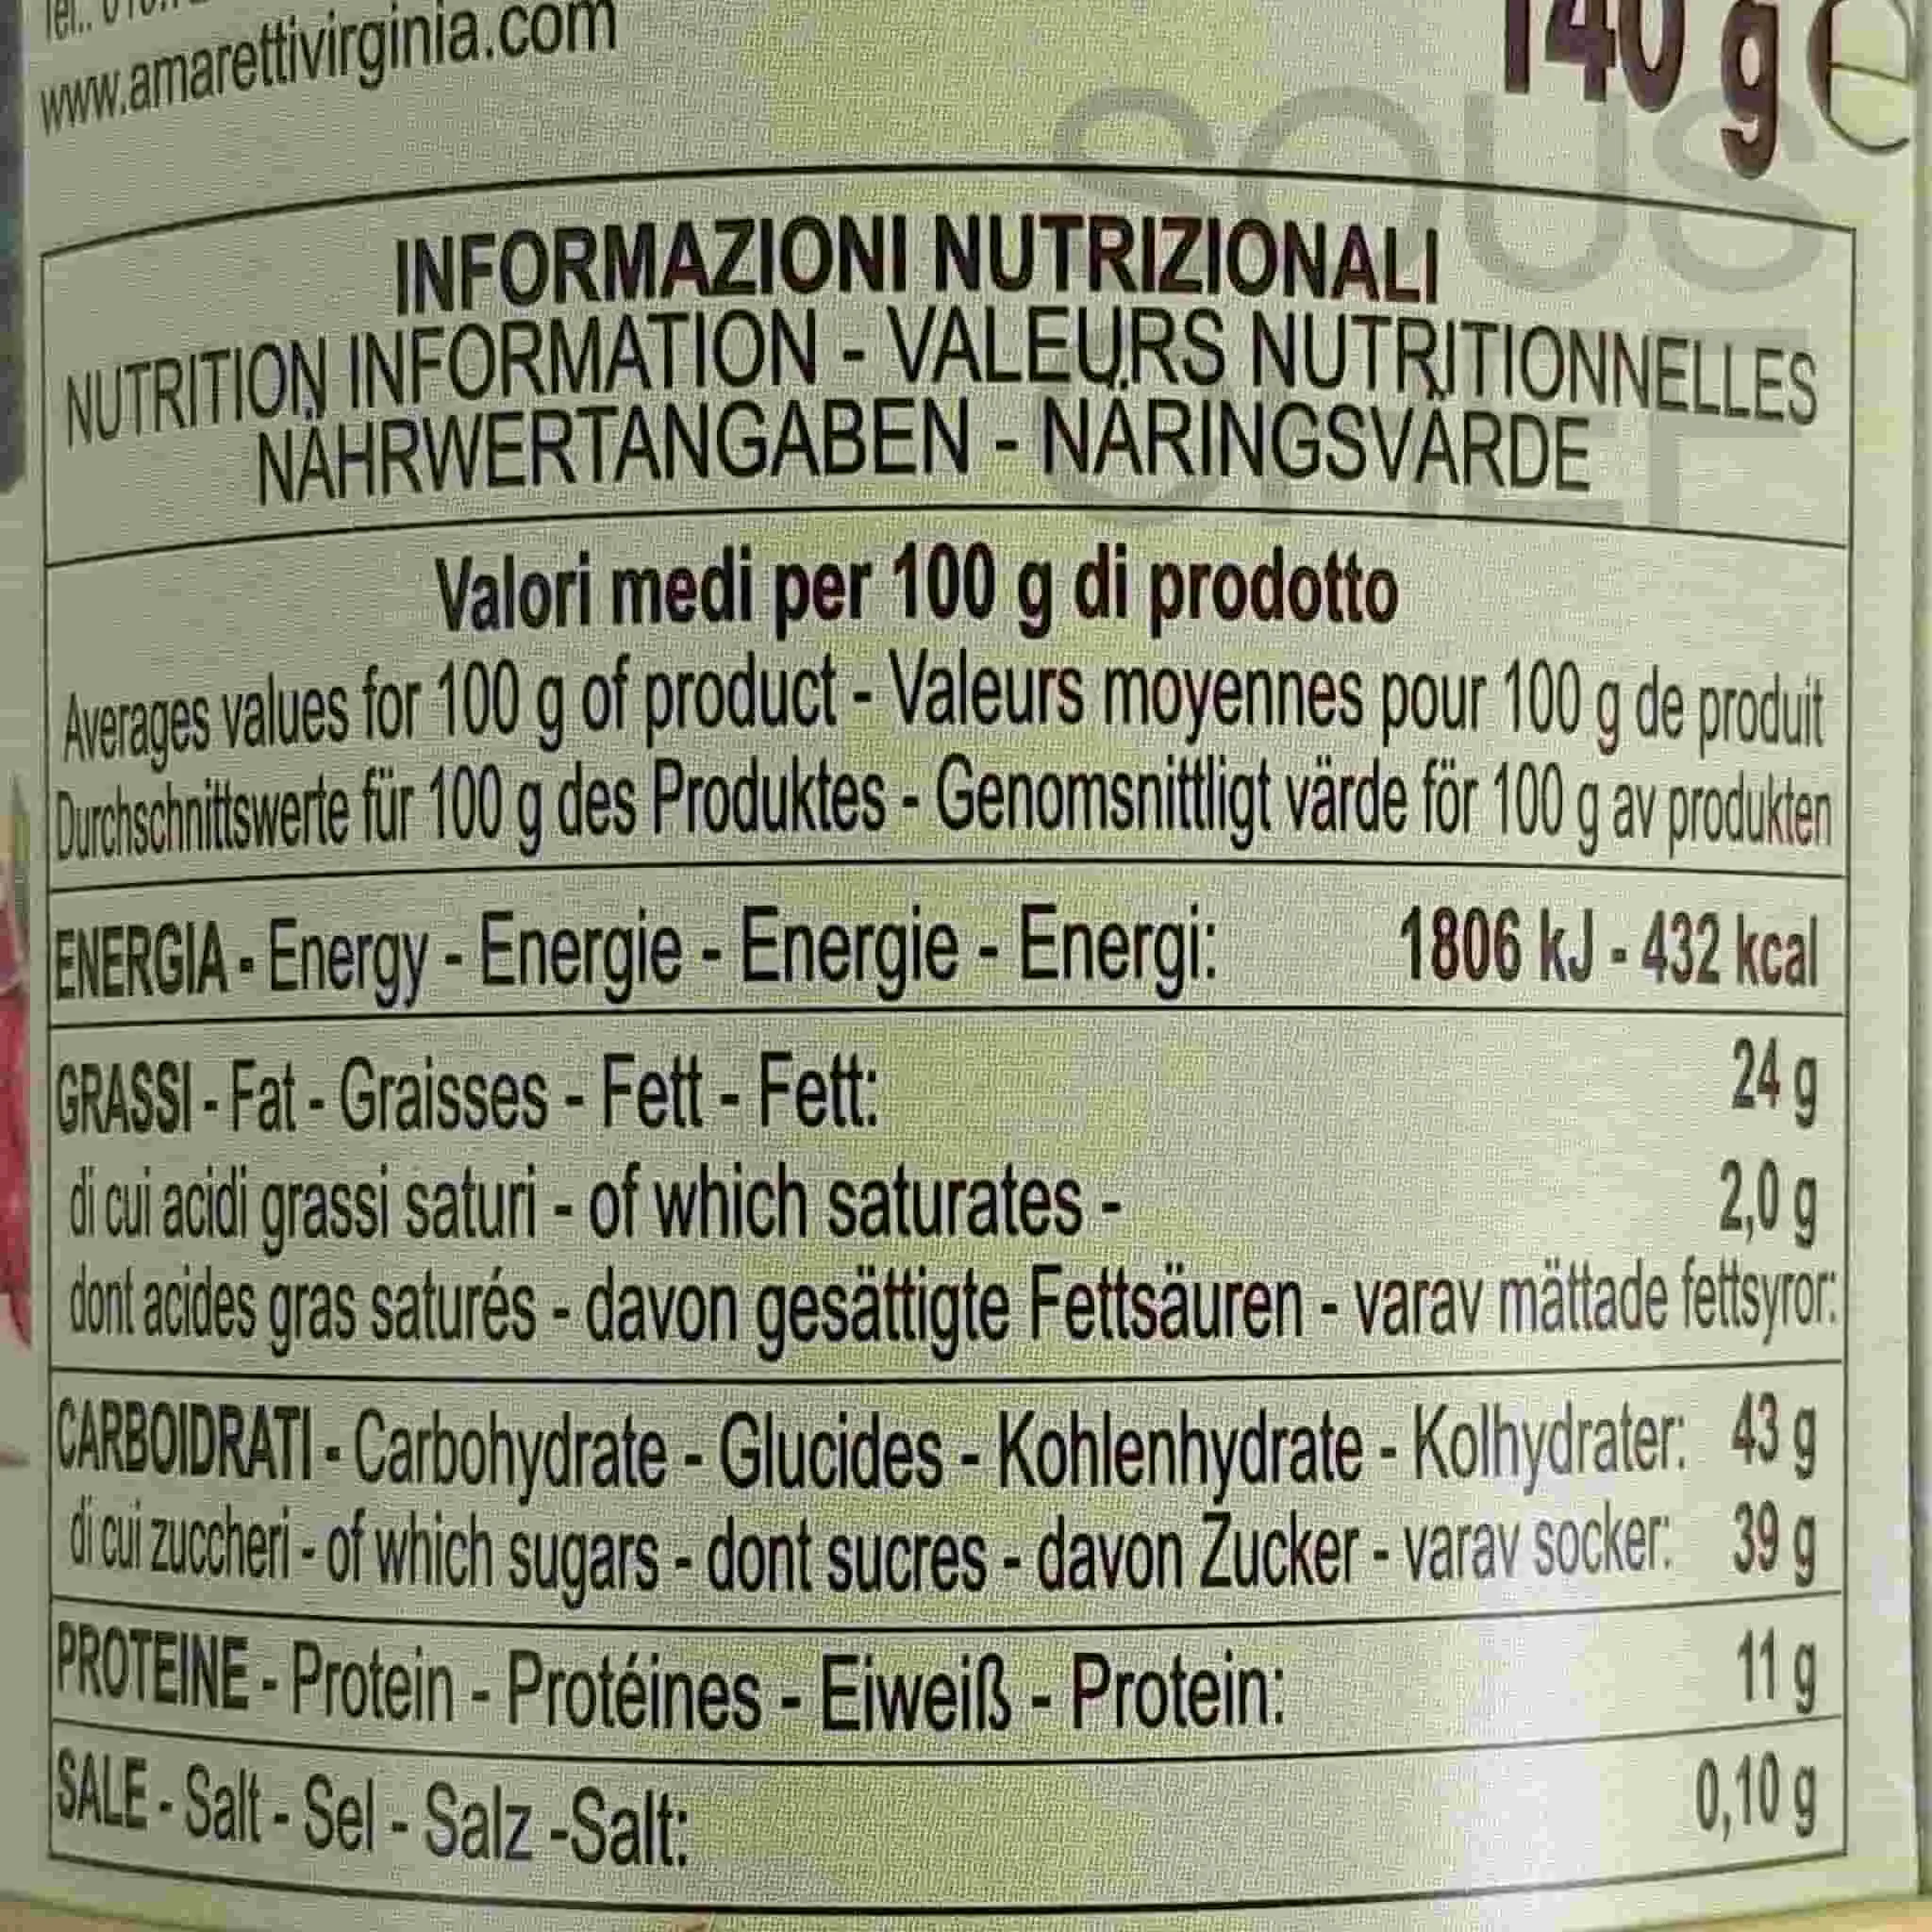 www.amarettivirginia.com
140 g e
SOUS
CHEF
INFORMAZIONI NUTRIZIONALI
NUTRITION INFORMATION - VALEURS NUTRITIONNELLES
NÄHRWERTANGABEN - NÄRINGSVÄRDE
Valori medi per 100 g di prodotto
Averages values for 100 g of product - Valeurs moyennes pour 100 g de produit
Durchschnittswerte für 100 g des Produktes - Genomsnittligt värde för 100 g av produkten
ENERGIA - Energy - Energie - Energie - Energi: 1806 kJ - 432 kcal
GRASSI - Fat - Graisses - Fett - Fett: 24 g
di cui acidi grassi saturi - of which saturates - 2,0 g
dont acides gras saturés - davon gesättigte Fettsäuren - varav mättade fettsyror:
CARBOIDRATI - Carbohydrate - Glucides - Kohlenhydrate - Kolhydrater: 43 g
di cui zuccheri - of which sugars - dont sucres - davon Zucker - varav socker: 39 g
PROTEINE - Protein - Protéines - Eiweiß - Protein: 11 g
SALE - Salt - Sel - Salz -Salt: 0,10 g